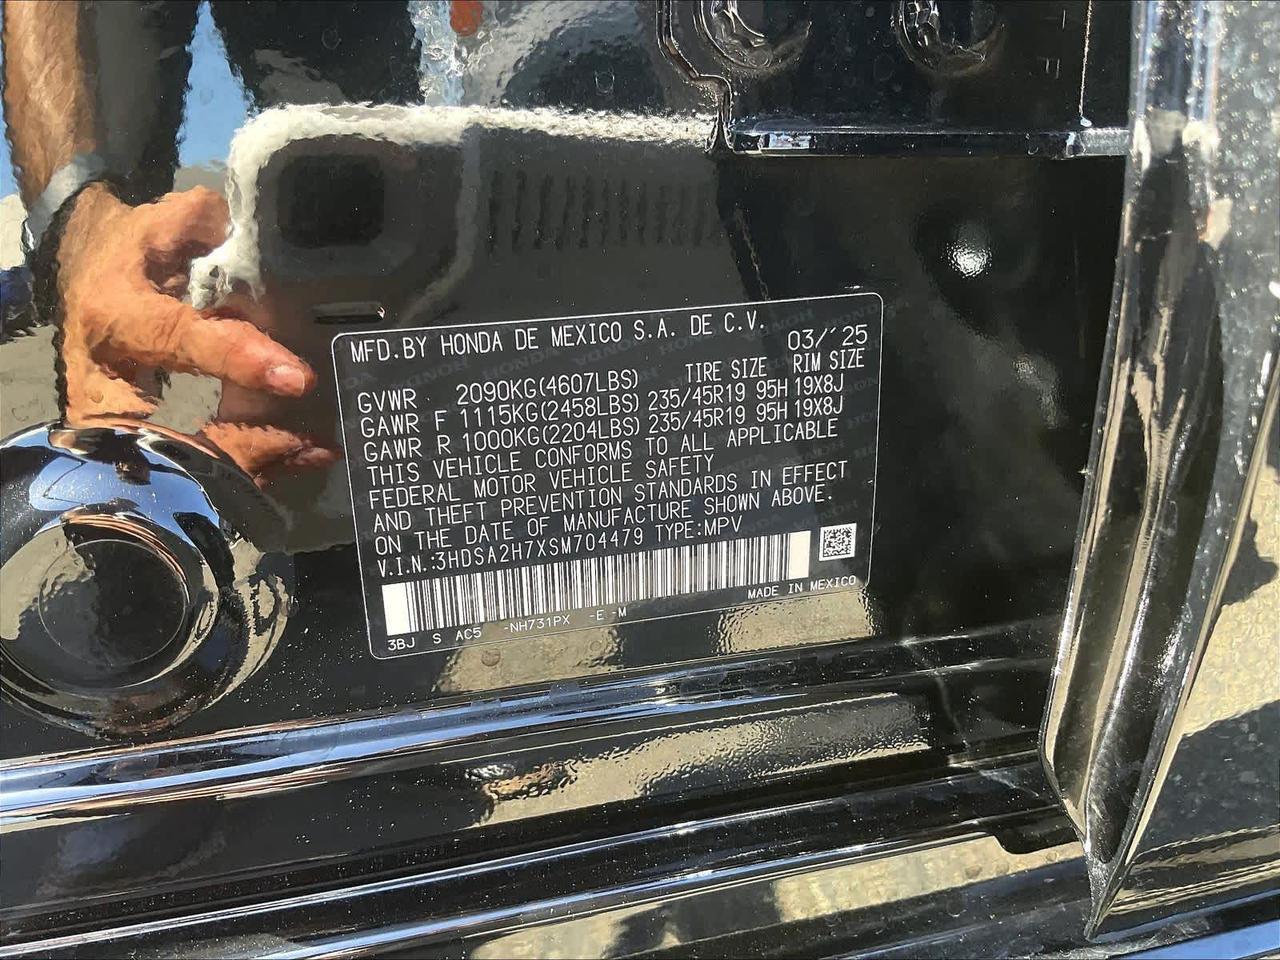 MFD.BY HONDA DE MEXICO S.A. DE C.V.
03/'25
TIRE SIZE RIM SIZE
GVWR 2090KG(4607LBS)
GAWR F 1115KG(2458LBS) 235/45R19 95H 19X8J
GAWR R 1000KG(2204LBS) 235/45R19 95H 19X8J
THIS VEHICLE CONFORMS TO ALL APPLICABLE
FEDERAL MOTOR VEHICLE SAFETY
AND THEFT PREVENTION STANDARDS IN EFFECT
ON THE DATE OF MANUFACTURE SHOWN ABOVE.
V.I.N.:3HDSA2H7XSM704479 TYPE:MPV
MADE IN MEXICO
3BJ S AC5 -NH731PX -E -M